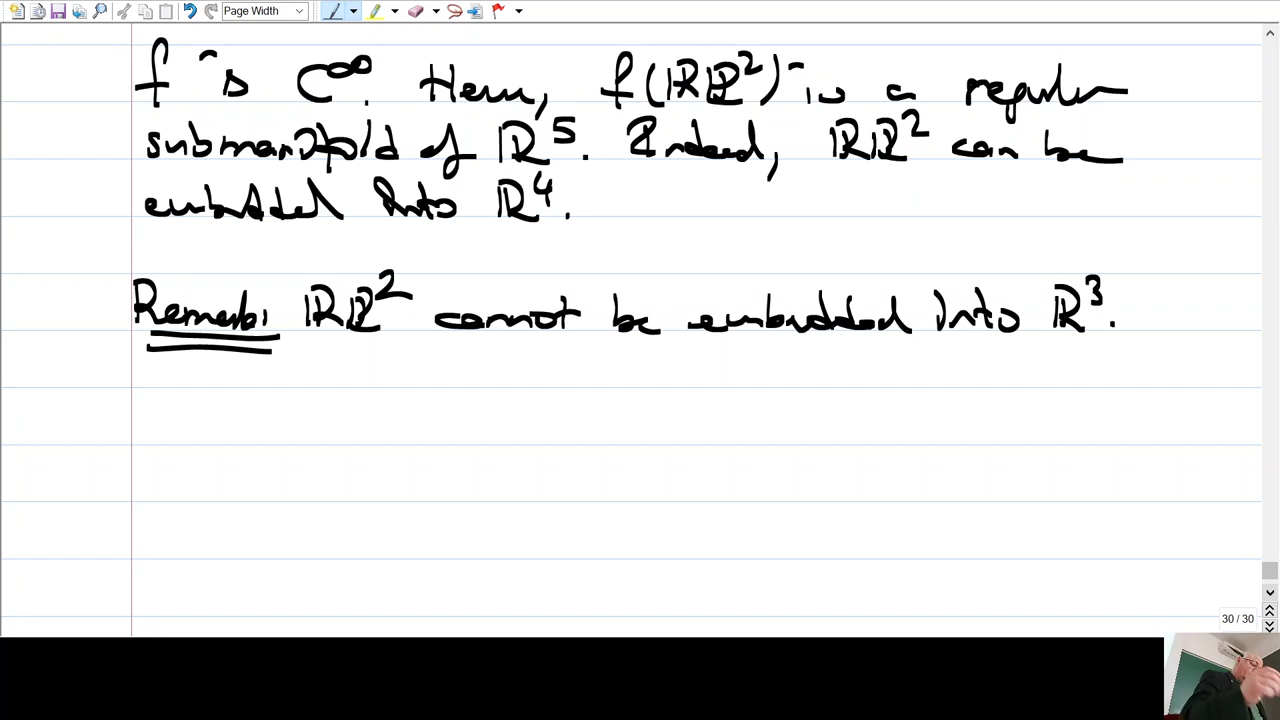 Page Width
f is C∞. Hence, f(RP²) is a regular
submanifold of R⁵. Indeed, RP² can be
embedded into R⁴.
Remark: RP² cannot be embedded into R³.
30 / 30